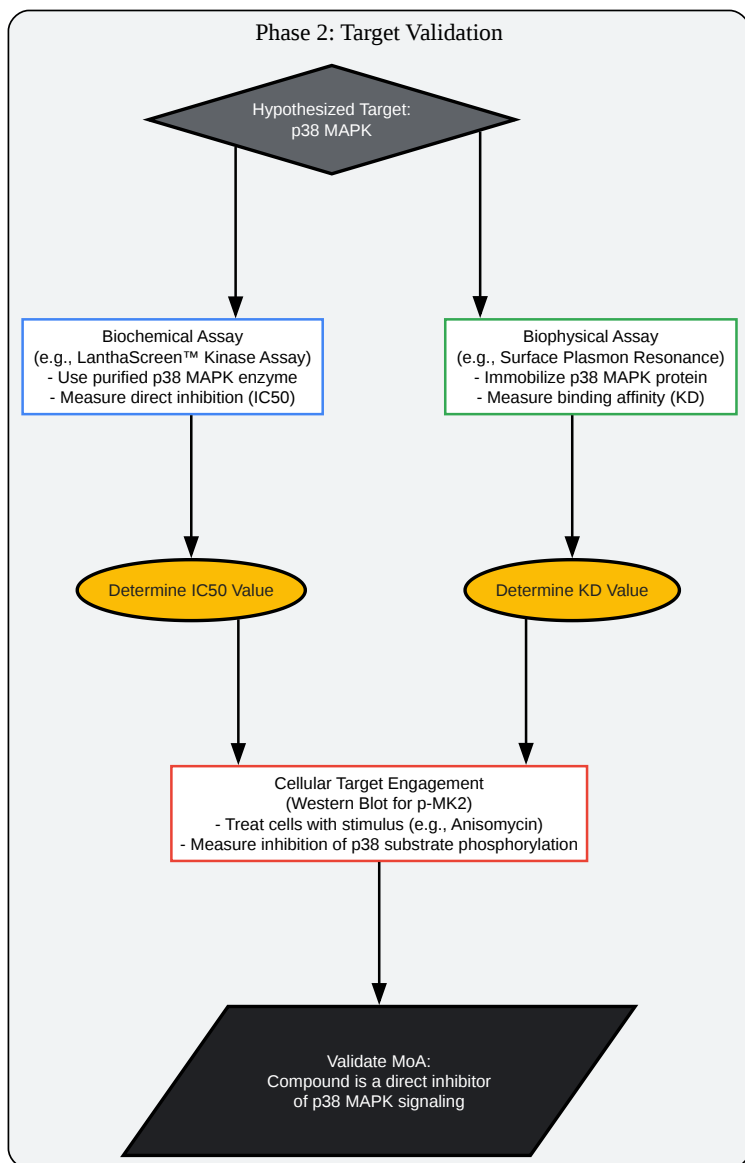 Phase 2: Target Validation
Hypothesized Target:
p38 MAPK
Biochemical Assay
(e.g., LanthaScreen™ Kinase Assay)
- Use purified p38 MAPK enzyme
- Measure direct inhibition (IC50)
Biophysical Assay
(e.g., Surface Plasmon Resonance)
- Immobilize p38 MAPK protein
- Measure binding affinity (KD)
Determine IC50 Value
Determine KD Value
Cellular Target Engagement
(Western Blot for p-MK2)
- Treat cells with stimulus (e.g., Anisomycin)
- Measure inhibition of p38 substrate phosphorylation
Validate MoA:
Compound is a direct inhibitor
of p38 MAPK signaling